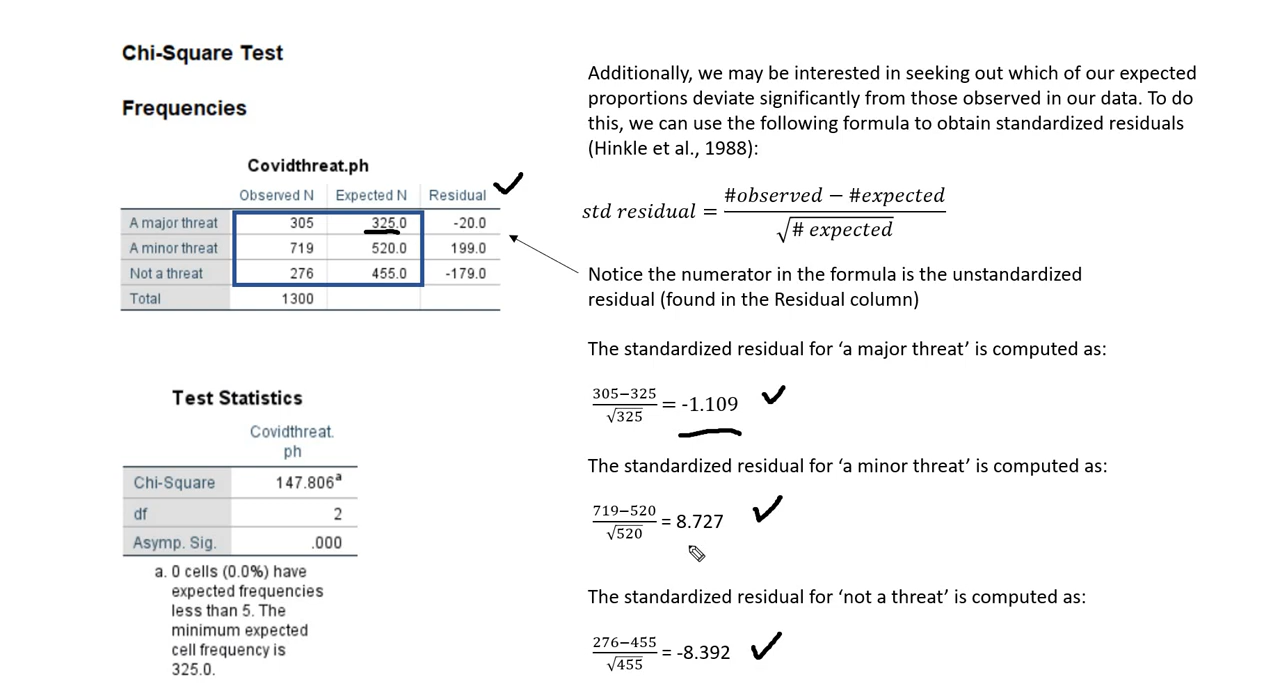 Chi-Square Test
Frequencies
Covidthreat.ph
Observed N Expected N Residual
A major threat 305 325.0 -20.0
A minor threat 719 520.0 199.0
Not a threat 276 455.0 -179.0
Total 1300
Test Statistics
Covidthreat.
ph
Chi-Square 147.806ᵃ
df 2
Asymp. Sig. .000
a. 0 cells (0.0%) have
expected frequencies
less than 5. The
minimum expected
cell frequency is
325.0.
Additionally, we may be interested in seeking out which of our expected
proportions deviate significantly from those observed in our data. To do
this, we can use the following formula to obtain standardized residuals
(Hinkle et al., 1988):
std residual = (#observed − #expected) / √# expected
Notice the numerator in the formula is the unstandardized
residual (found in the Residual column)
The standardized residual for ‘a major threat’ is computed as:
(305−325) / √325 = -1.109
The standardized residual for ‘a minor threat’ is computed as:
(719−520) / √520 = 8.727
The standardized residual for ‘not a threat’ is computed as:
(276−455) / √455 = -8.392